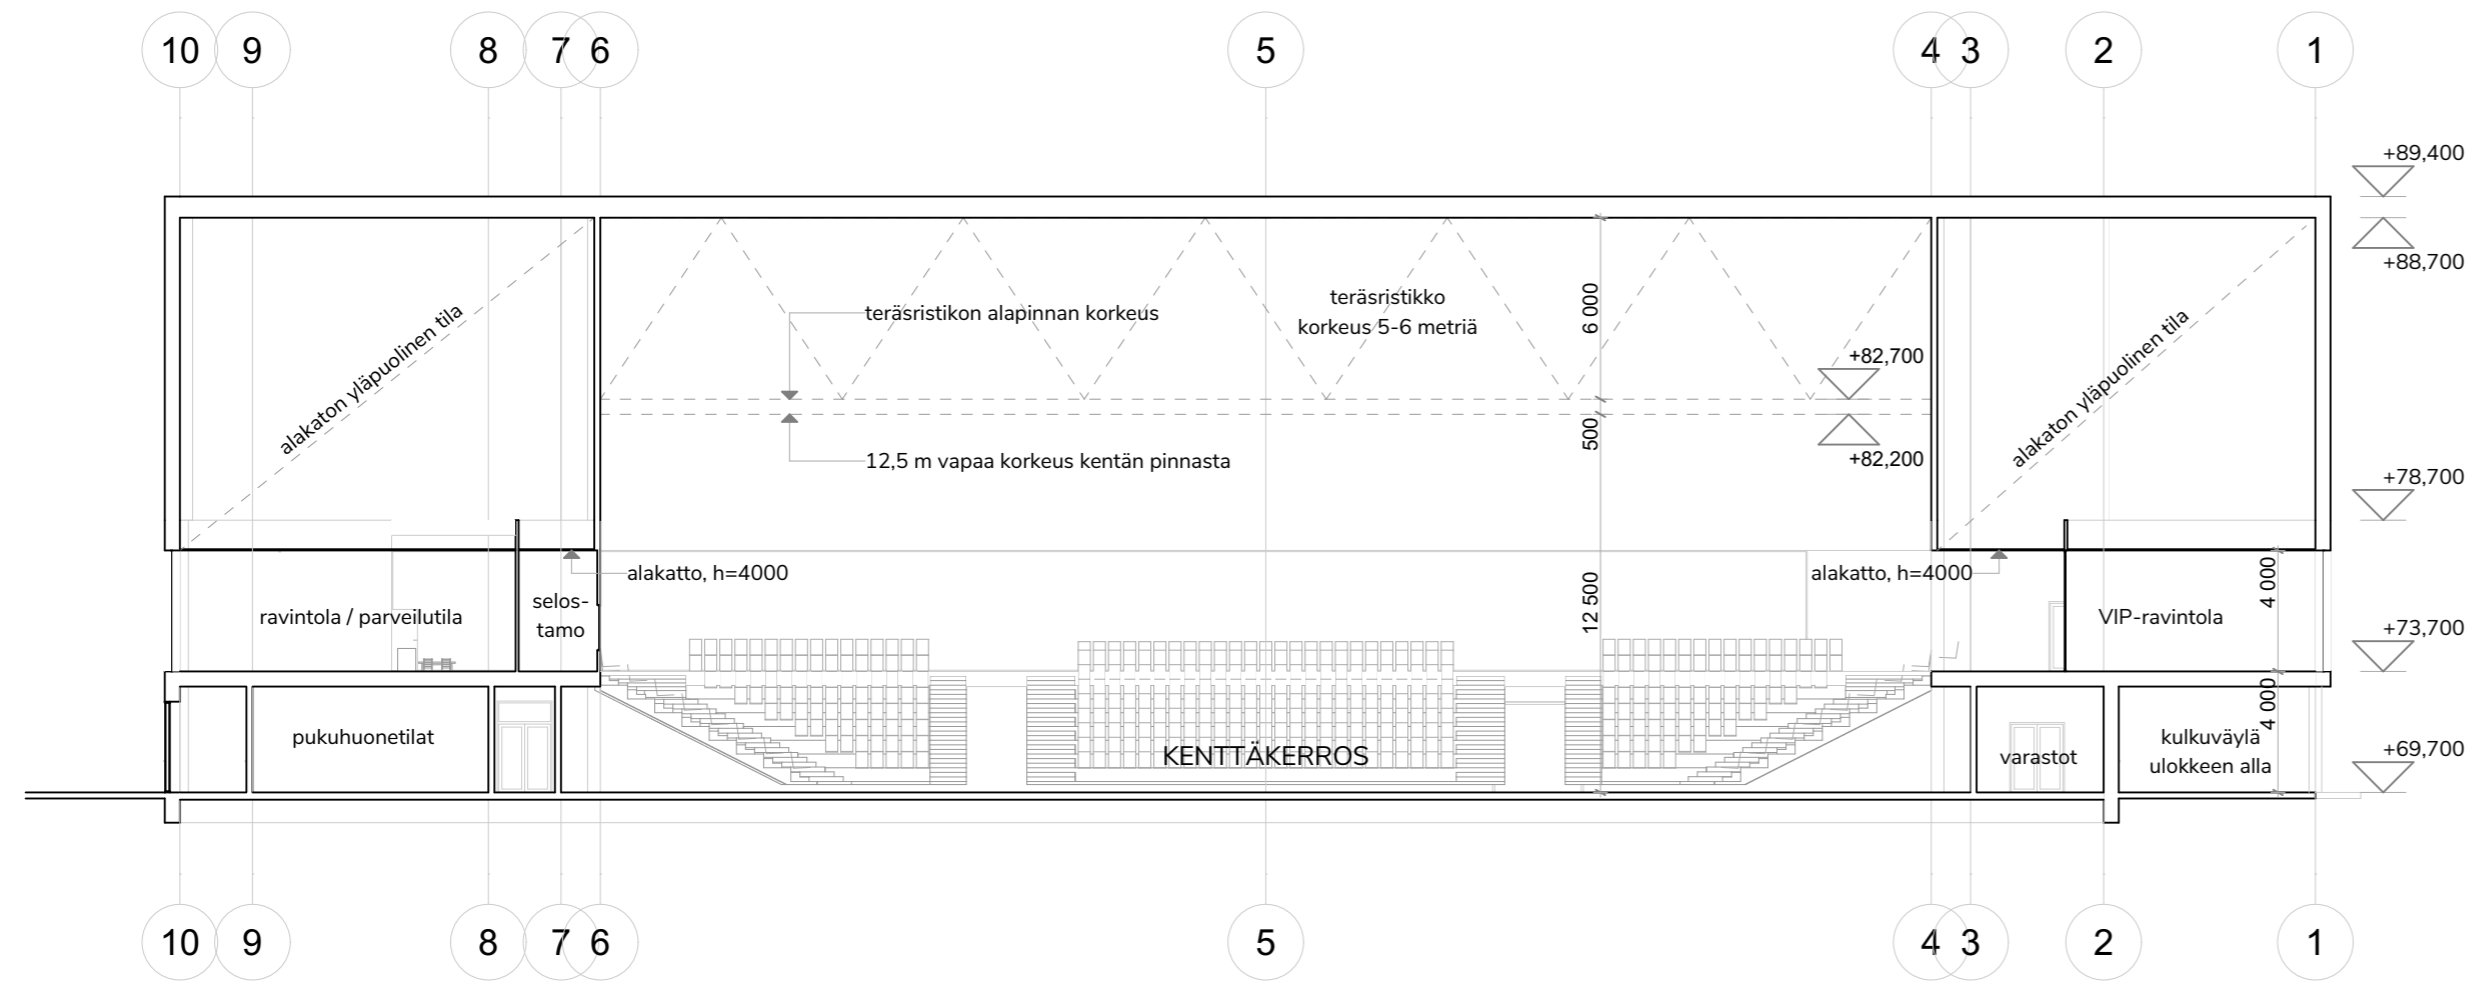 10 9 8 7 6 5 4 3 2 1
+89,400
+88,700
teräsristikko
korkeus 5-6 metriä
teräsristikon alapinnan korkeus
6 000
alakaton yläpuolinen tila
alakaton yläpuolinen tila
+82,700
500
+82,200
12,5 m vapaa korkeus kentän pinnasta
+78,700
alakatto, h=4000
alakatto, h=4000
12 500
4 000
selos-
tamo
ravintola / parveilutila
VIP-ravintola
+73,700
4 000
pukuhuonetilat
KENTTÄKERROS
varastot
kulkuväylä
ulokkeen alla
+69,700
10 9 8 7 6 5 4 3 2 1